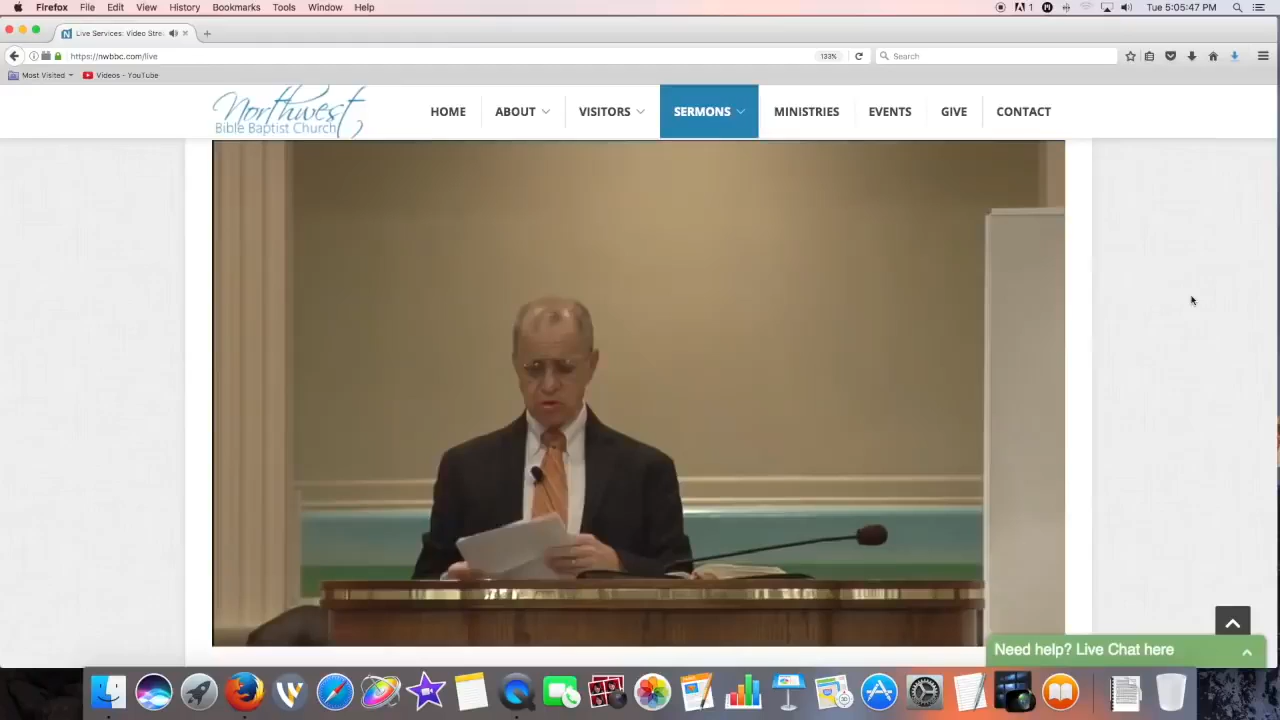 Firefox File Edit View History Bookmarks Tools Window Help 1 Tue 5:05:47 PM
Live Services: Video Stre
https://nwbbc.com/live 133% Search
Most Visited Videos - YouTube
Northwest
Bible Baptist Church
HOME ABOUT VISITORS SERMONS MINISTRIES EVENTS GIVE CONTACT
Need help? Live Chat here